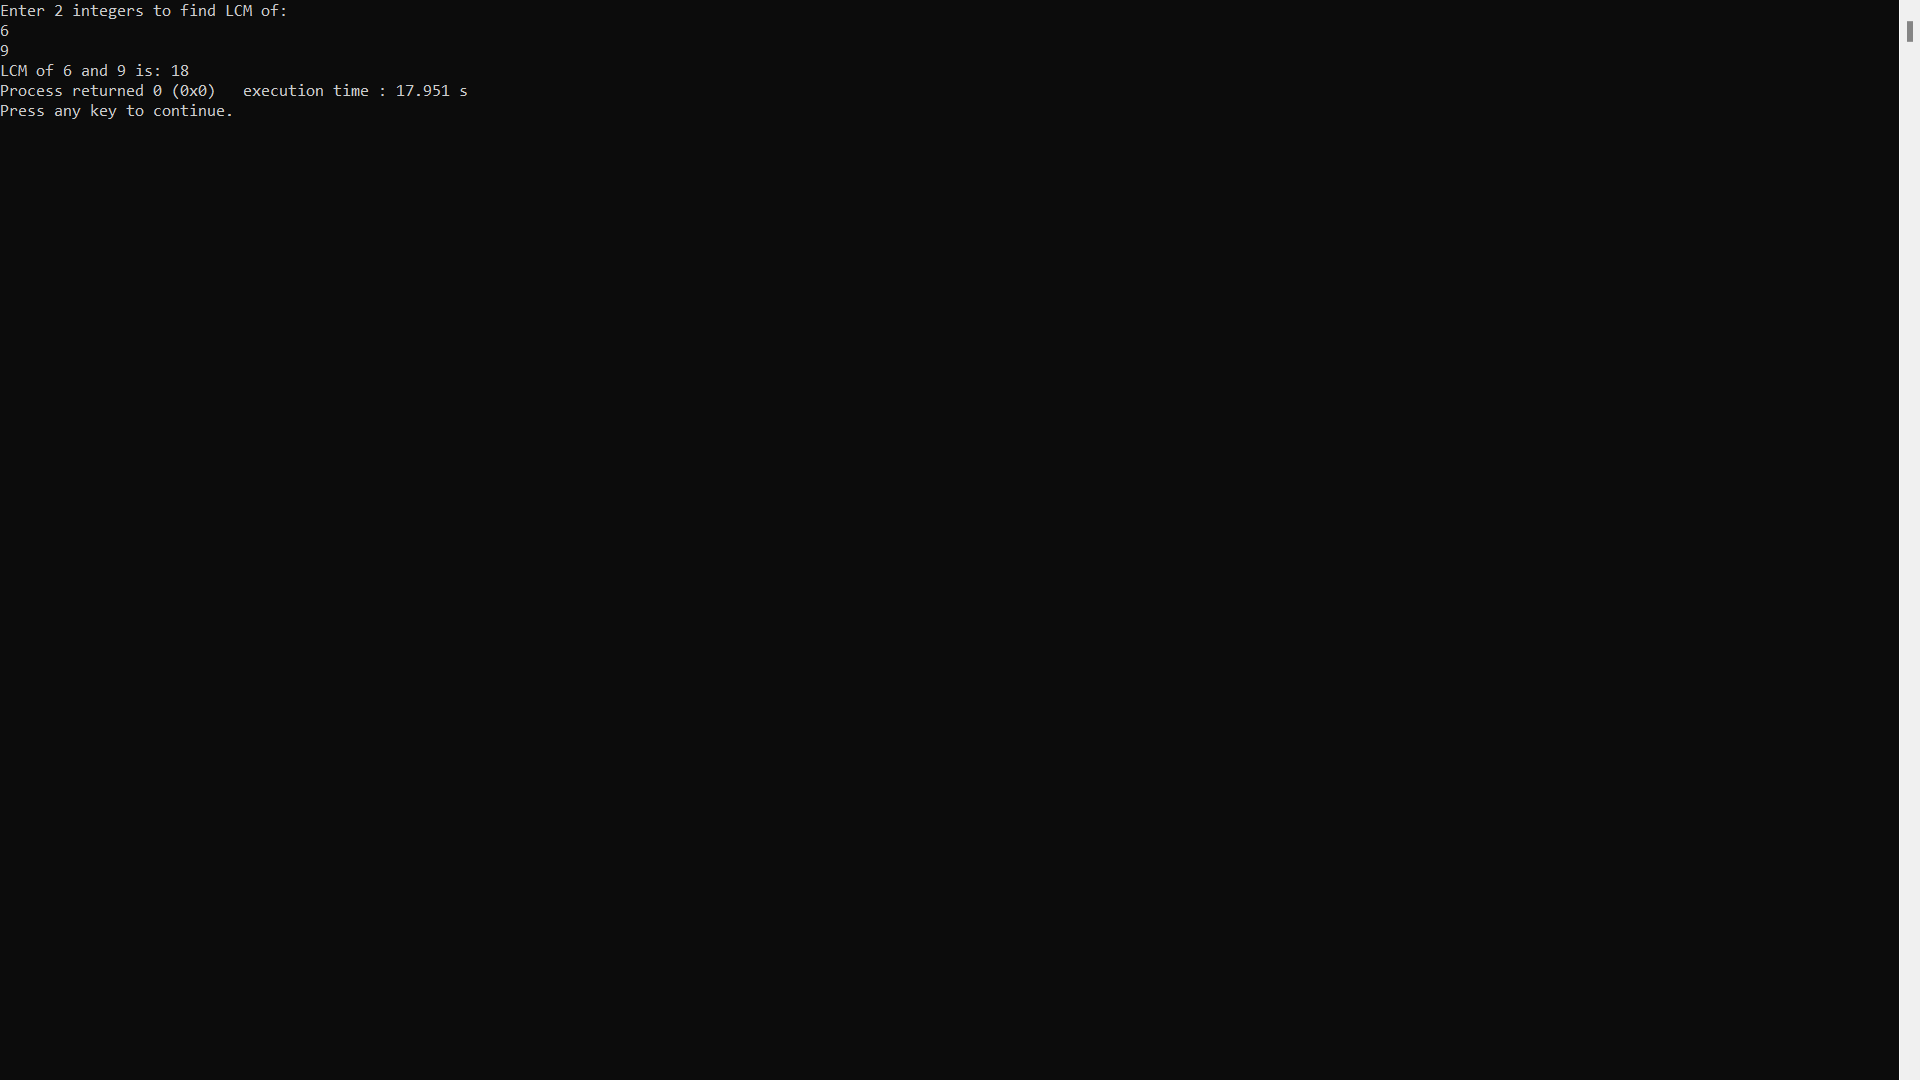 Enter 2 integers to find LCM of:
6
9
LCM of 6 and 9 is: 18
Process returned 0 (0x0)   execution time : 17.951 s
Press any key to continue.